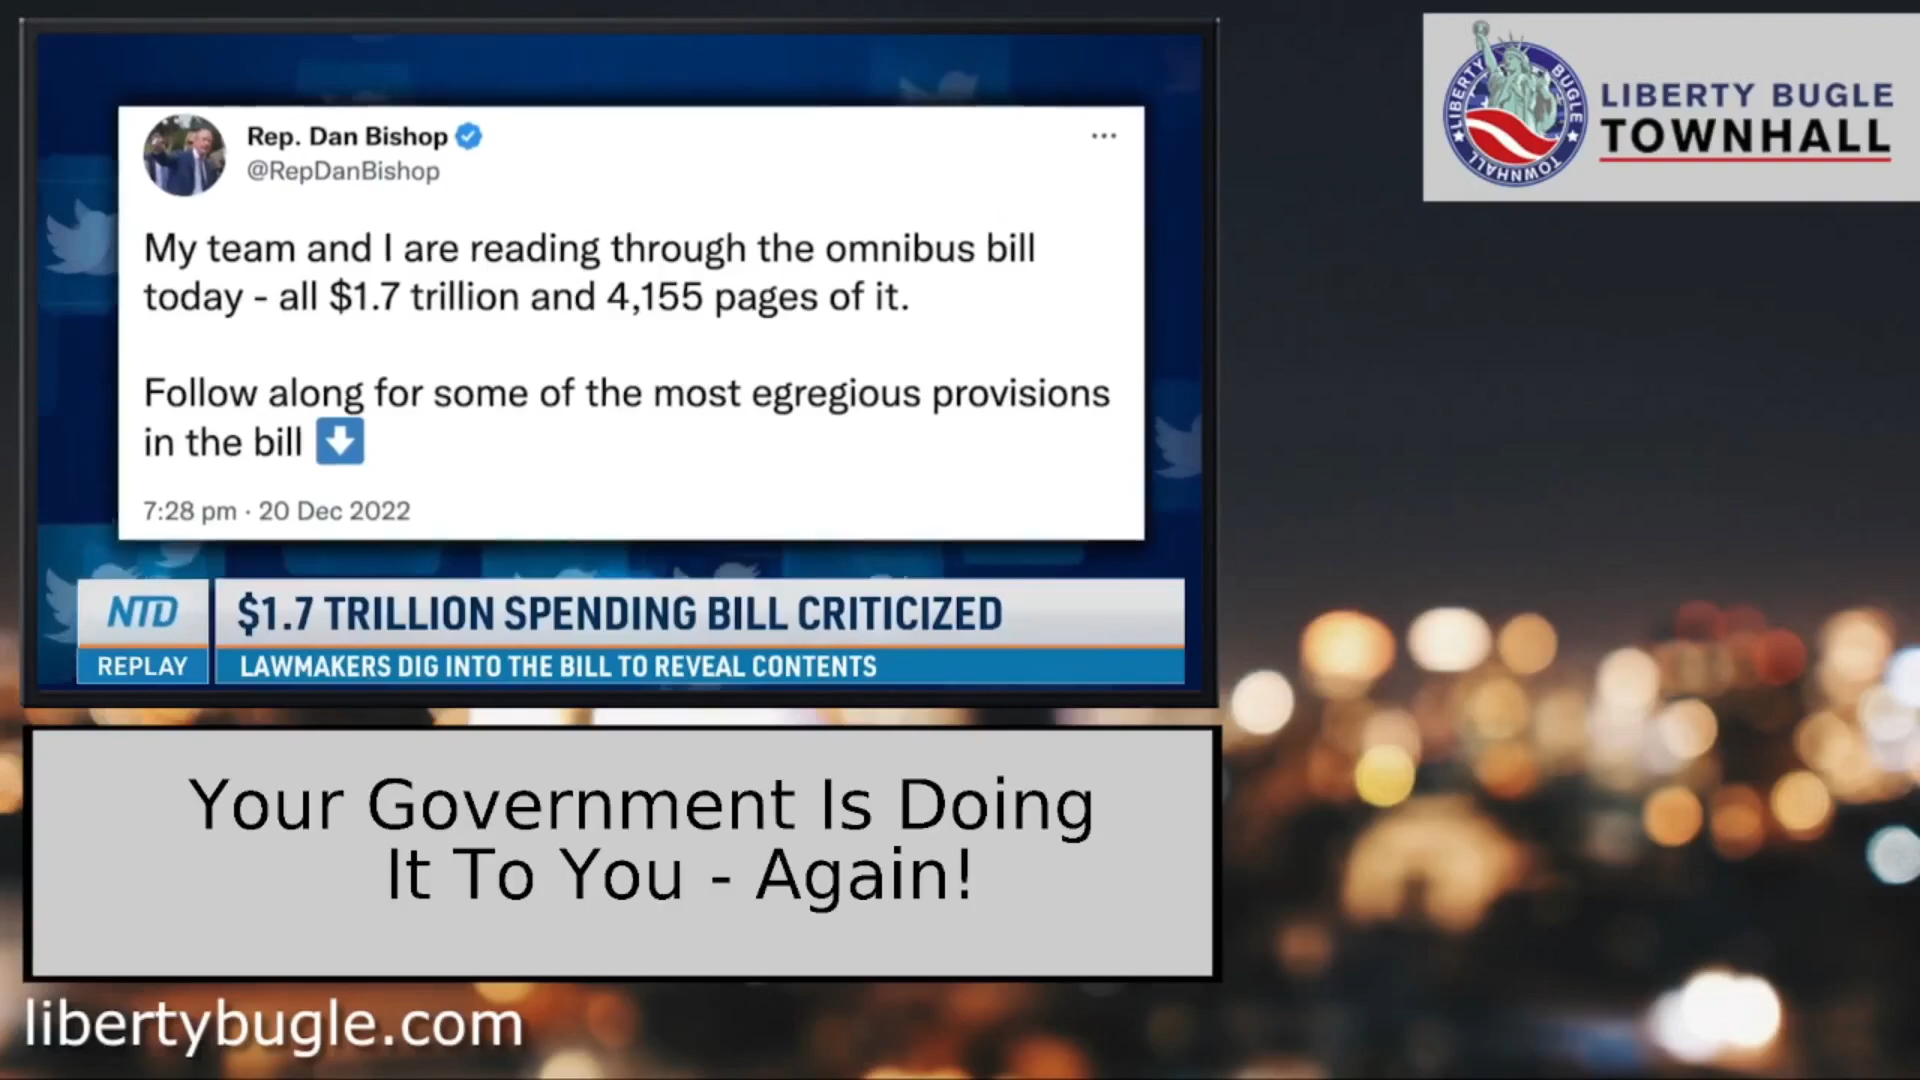 Rep. Dan Bishop
@RepDanBishop
My team and I are reading through the omnibus bill
today - all $1.7 trillion and 4,155 pages of it.
Follow along for some of the most egregious provisions
in the bill ⬇️
7:28 pm · 20 Dec 2022
NTD
REPLAY
$1.7 TRILLION SPENDING BILL CRITICIZED
LAWMAKERS DIG INTO THE BILL TO REVEAL CONTENTS
LIBERTY BUGLE
TOWNHALL
LIBERTY BUGLE
TOWNHALL
Your Government Is Doing
It To You - Again!
libertybugle.com